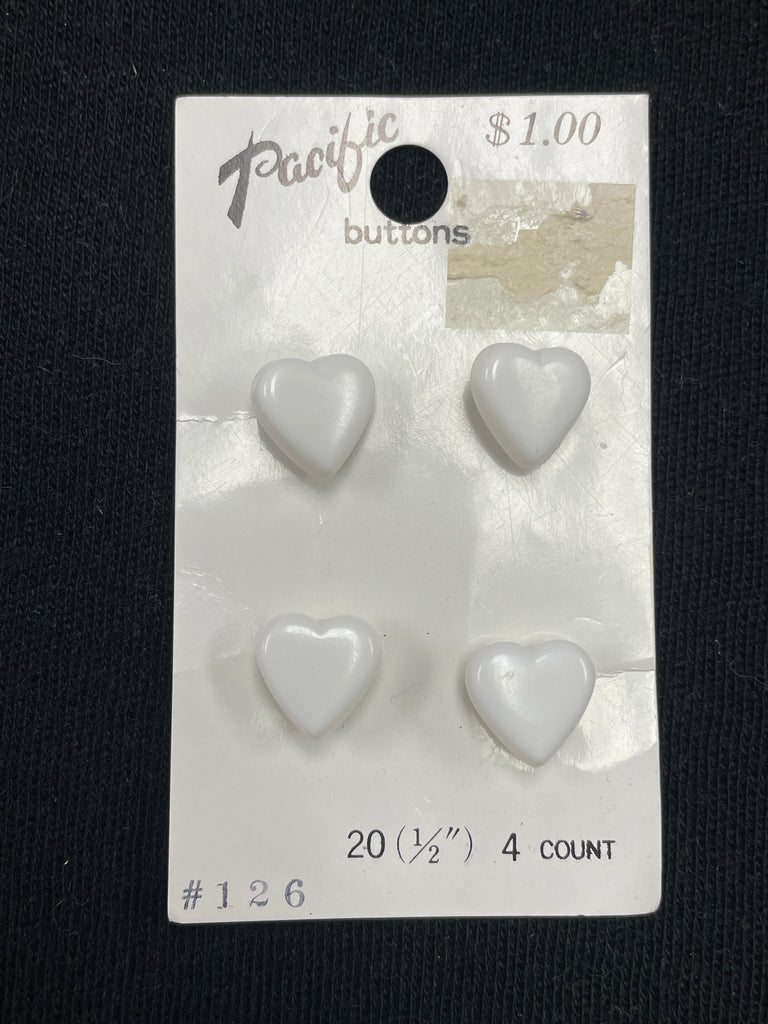 Pacific
$1.00
buttons
20 (1/2") 4 COUNT
#126